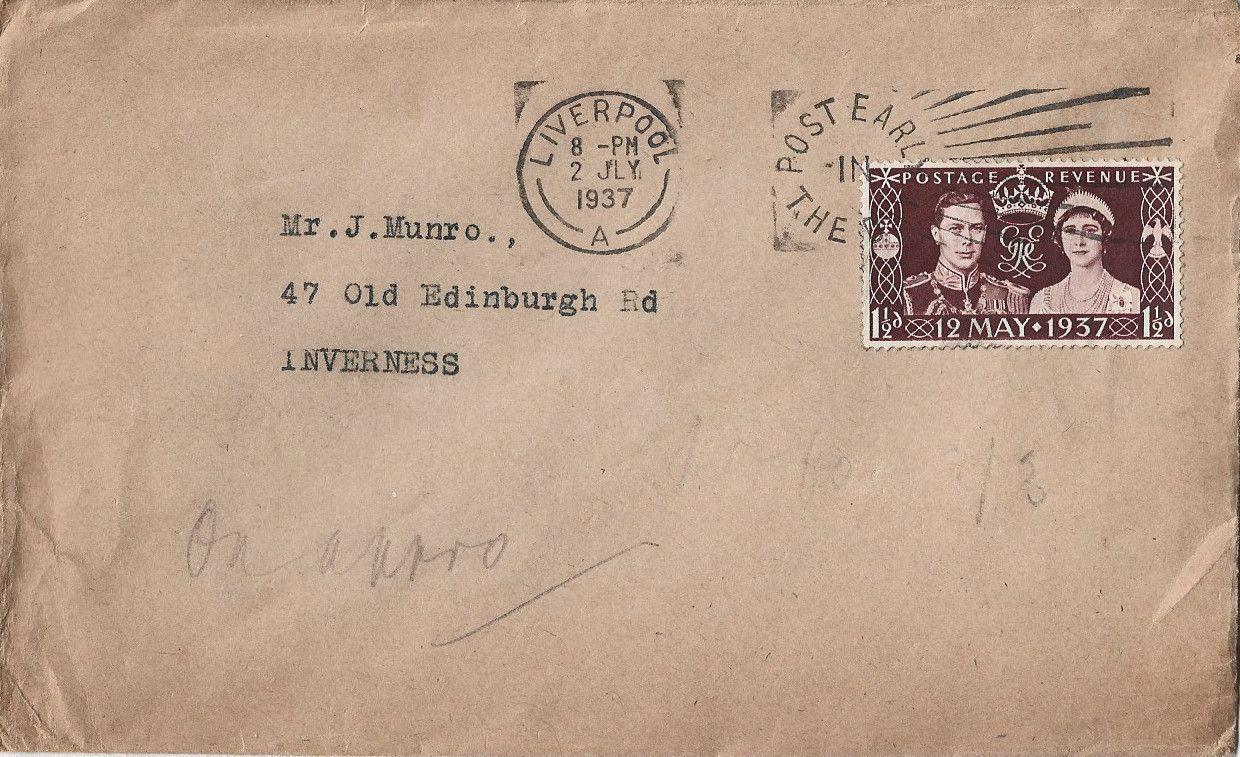 LIVERPOOL
8 -PM
2 JLY
1937
A
POST EARL
-IN
THE
POSTAGE REVENUE
1½d 12 MAY 1937 1½d
Mr.J.Munro.,
47 Old Edinburgh Rd
INVERNESS
On appro